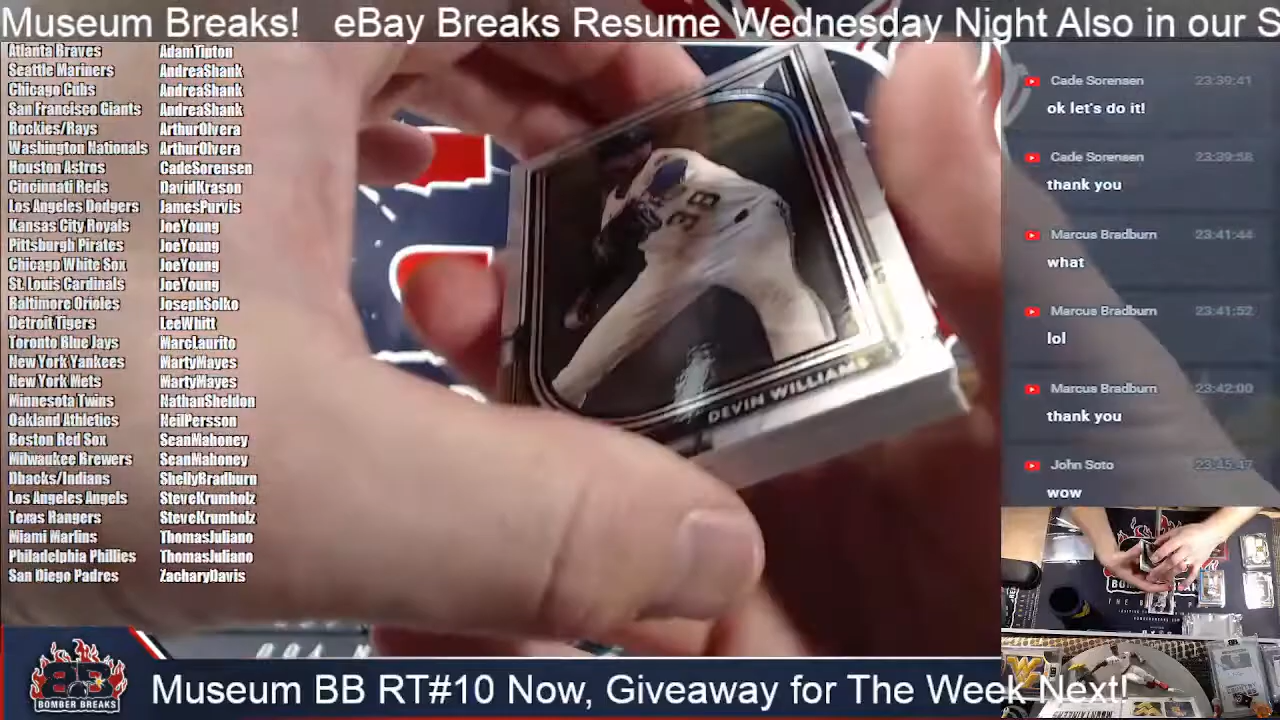 Museum Breaks! eBay Breaks Resume Wednesday Night Also in our S
Atlanta Braves AdamTipton
Seattle Mariners AndreaShank
Chicago Cubs AndreaShank
San Francisco Giants AndreaShank
Rockies/Rays ArthurOlvera
Washington Nationals ArthurOlvera
Houston Astros CadeSorensen
Cincinnati Reds DavidKrason
Los Angeles Dodgers JamesPurvis
Kansas City Royals JoeYoung
Pittsburgh Pirates JoeYoung
Chicago White Sox JoeYoung
St. Louis Cardinals JoeYoung
Baltimore Orioles JosephSolko
Detroit Tigers LeeWhitt
Toronto Blue Jays MarcLaurito
New York Yankees MartyMayes
New York Mets MartyMayes
Minnesota Twins NathanSheldon
Oakland Athletics NeilPersson
Boston Red Sox SeanMahoney
Milwaukee Brewers SeanMahoney
Dbacks/Indians ShellyBradburn
Los Angeles Angels SteveKrumholz
Texas Rangers SteveKrumholz
Miami Marlins ThomasJuliano
Philadelphia Phillies ThomasJuliano
San Diego Padres ZacharyDavis
38
DEVIN WILLIAMS
Cade Sorensen 23:39:41
ok let's do it!
Cade Sorensen 23:39:58
thank you
Marcus Bradburn 23:41:44
what
Marcus Bradburn 23:41:52
lol
Marcus Bradburn 23:42:00
thank you
John Soto 23:45:47
wow
BB
BOMBER BREAKS
Museum BB RT#10 Now, Giveaway for The Week Next!